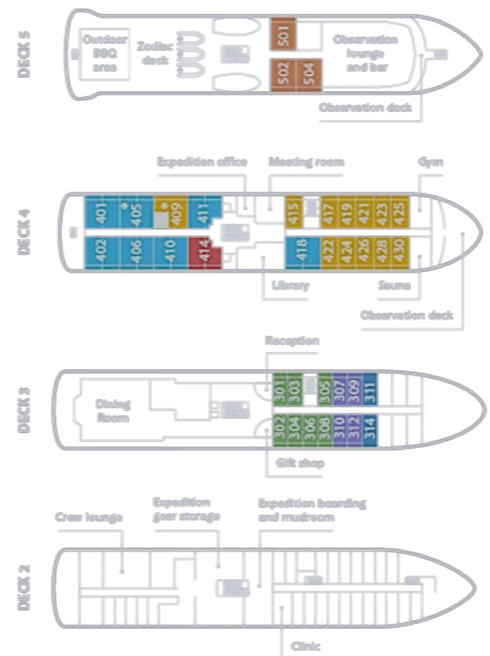 DECK 5
Outdoor
BBQ
area
Zodiac
deck
501
502
504
Observation
lounge
and bar
Observation deck
DECK 4
Expedition office
Meeting room
Gym
401
405
409
411
415
417
419
421
423
425
402
406
410
414
418
422
424
426
428
430
Library
Sauna
Observation deck
DECK 3
Reception
Dining
Room
301
303
305
307
309
311
302
304
306
308
310
312
314
Gift shop
DECK 2
Crew lounge
Expedition
gear storage
Expedition boarding
and mudroom
Clinic